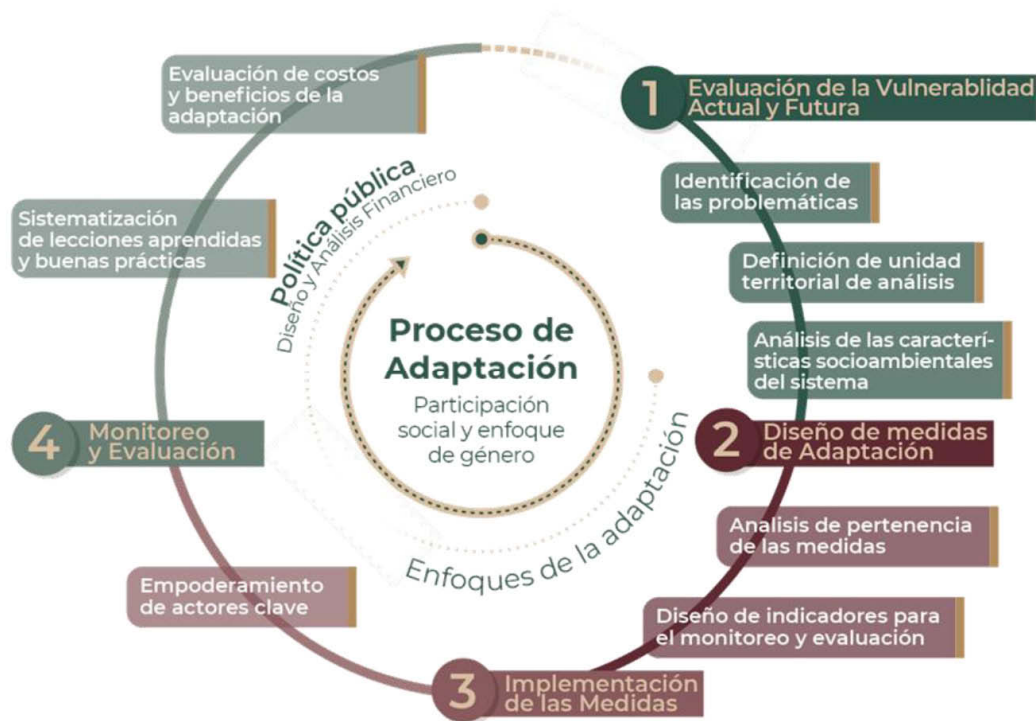 1
Evaluación de la Vulnerablidad
Actual y Futura
Identificación de
las problemáticas
Definición de unidad
territorial de análisis
Análisis de las caracterí-
sticas socioambientales
del sistema
2
Diseño de medidas
de Adaptación
Analisis de pertenencia
de las medidas
Diseño de indicadores para
el monitoreo y evaluación
3
Implementación
de las Medidas
Empoderamiento
de actores clave
4
Monitoreo
y Evaluación
Sistematización
de lecciones aprendidas
y buenas prácticas
Evaluación de costos
y beneficios de la
adaptación
Política pública
Diseño y Análisis Financiero
Proceso de
Adaptación
Participación
social y enfoque
de género
Enfoques de la adaptación